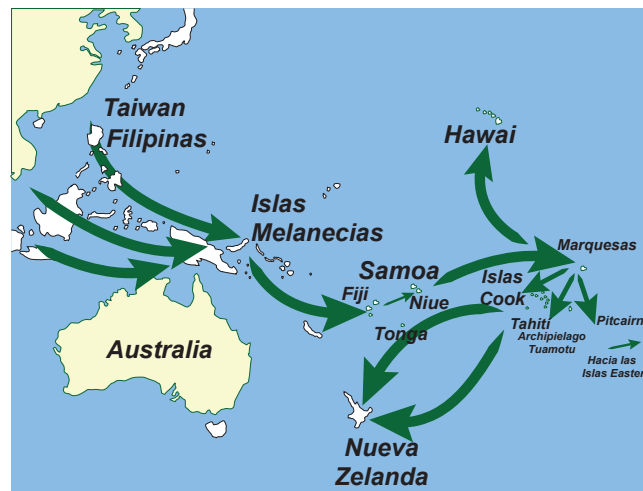 Taiwan
Filipinas
Hawai
Islas
Melanecias
Marquesas
Samoa
Islas
Cook
Fiji
Niue
Tonga
Tahiti
Archipielago
Tuamotu
Pitcairn
Hacia las
Islas Easter
Australia
Nueva
Zelanda